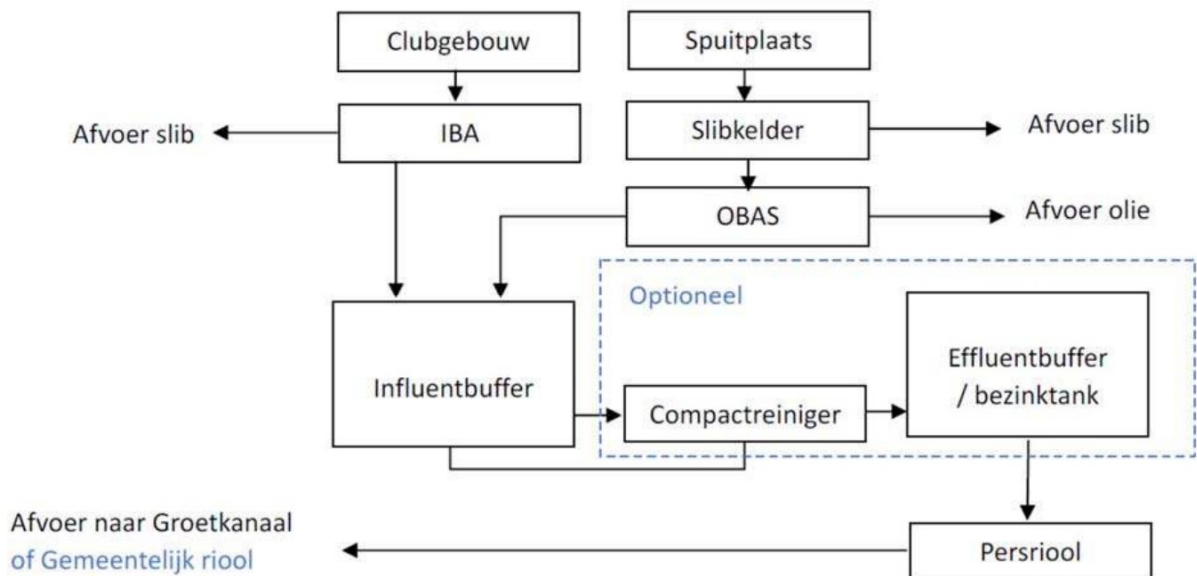 Clubgebouw
Spuitplaats
Afvoer slib
IBA
Slibkelder
Afvoer slib
OBAS
Afvoer olie
Optioneel
Influentbuffer
Compactreiniger
Effluentbuffer
/ bezinktank
Afvoer naar Groetkanaal
of Gemeentelijk riool
Persriool